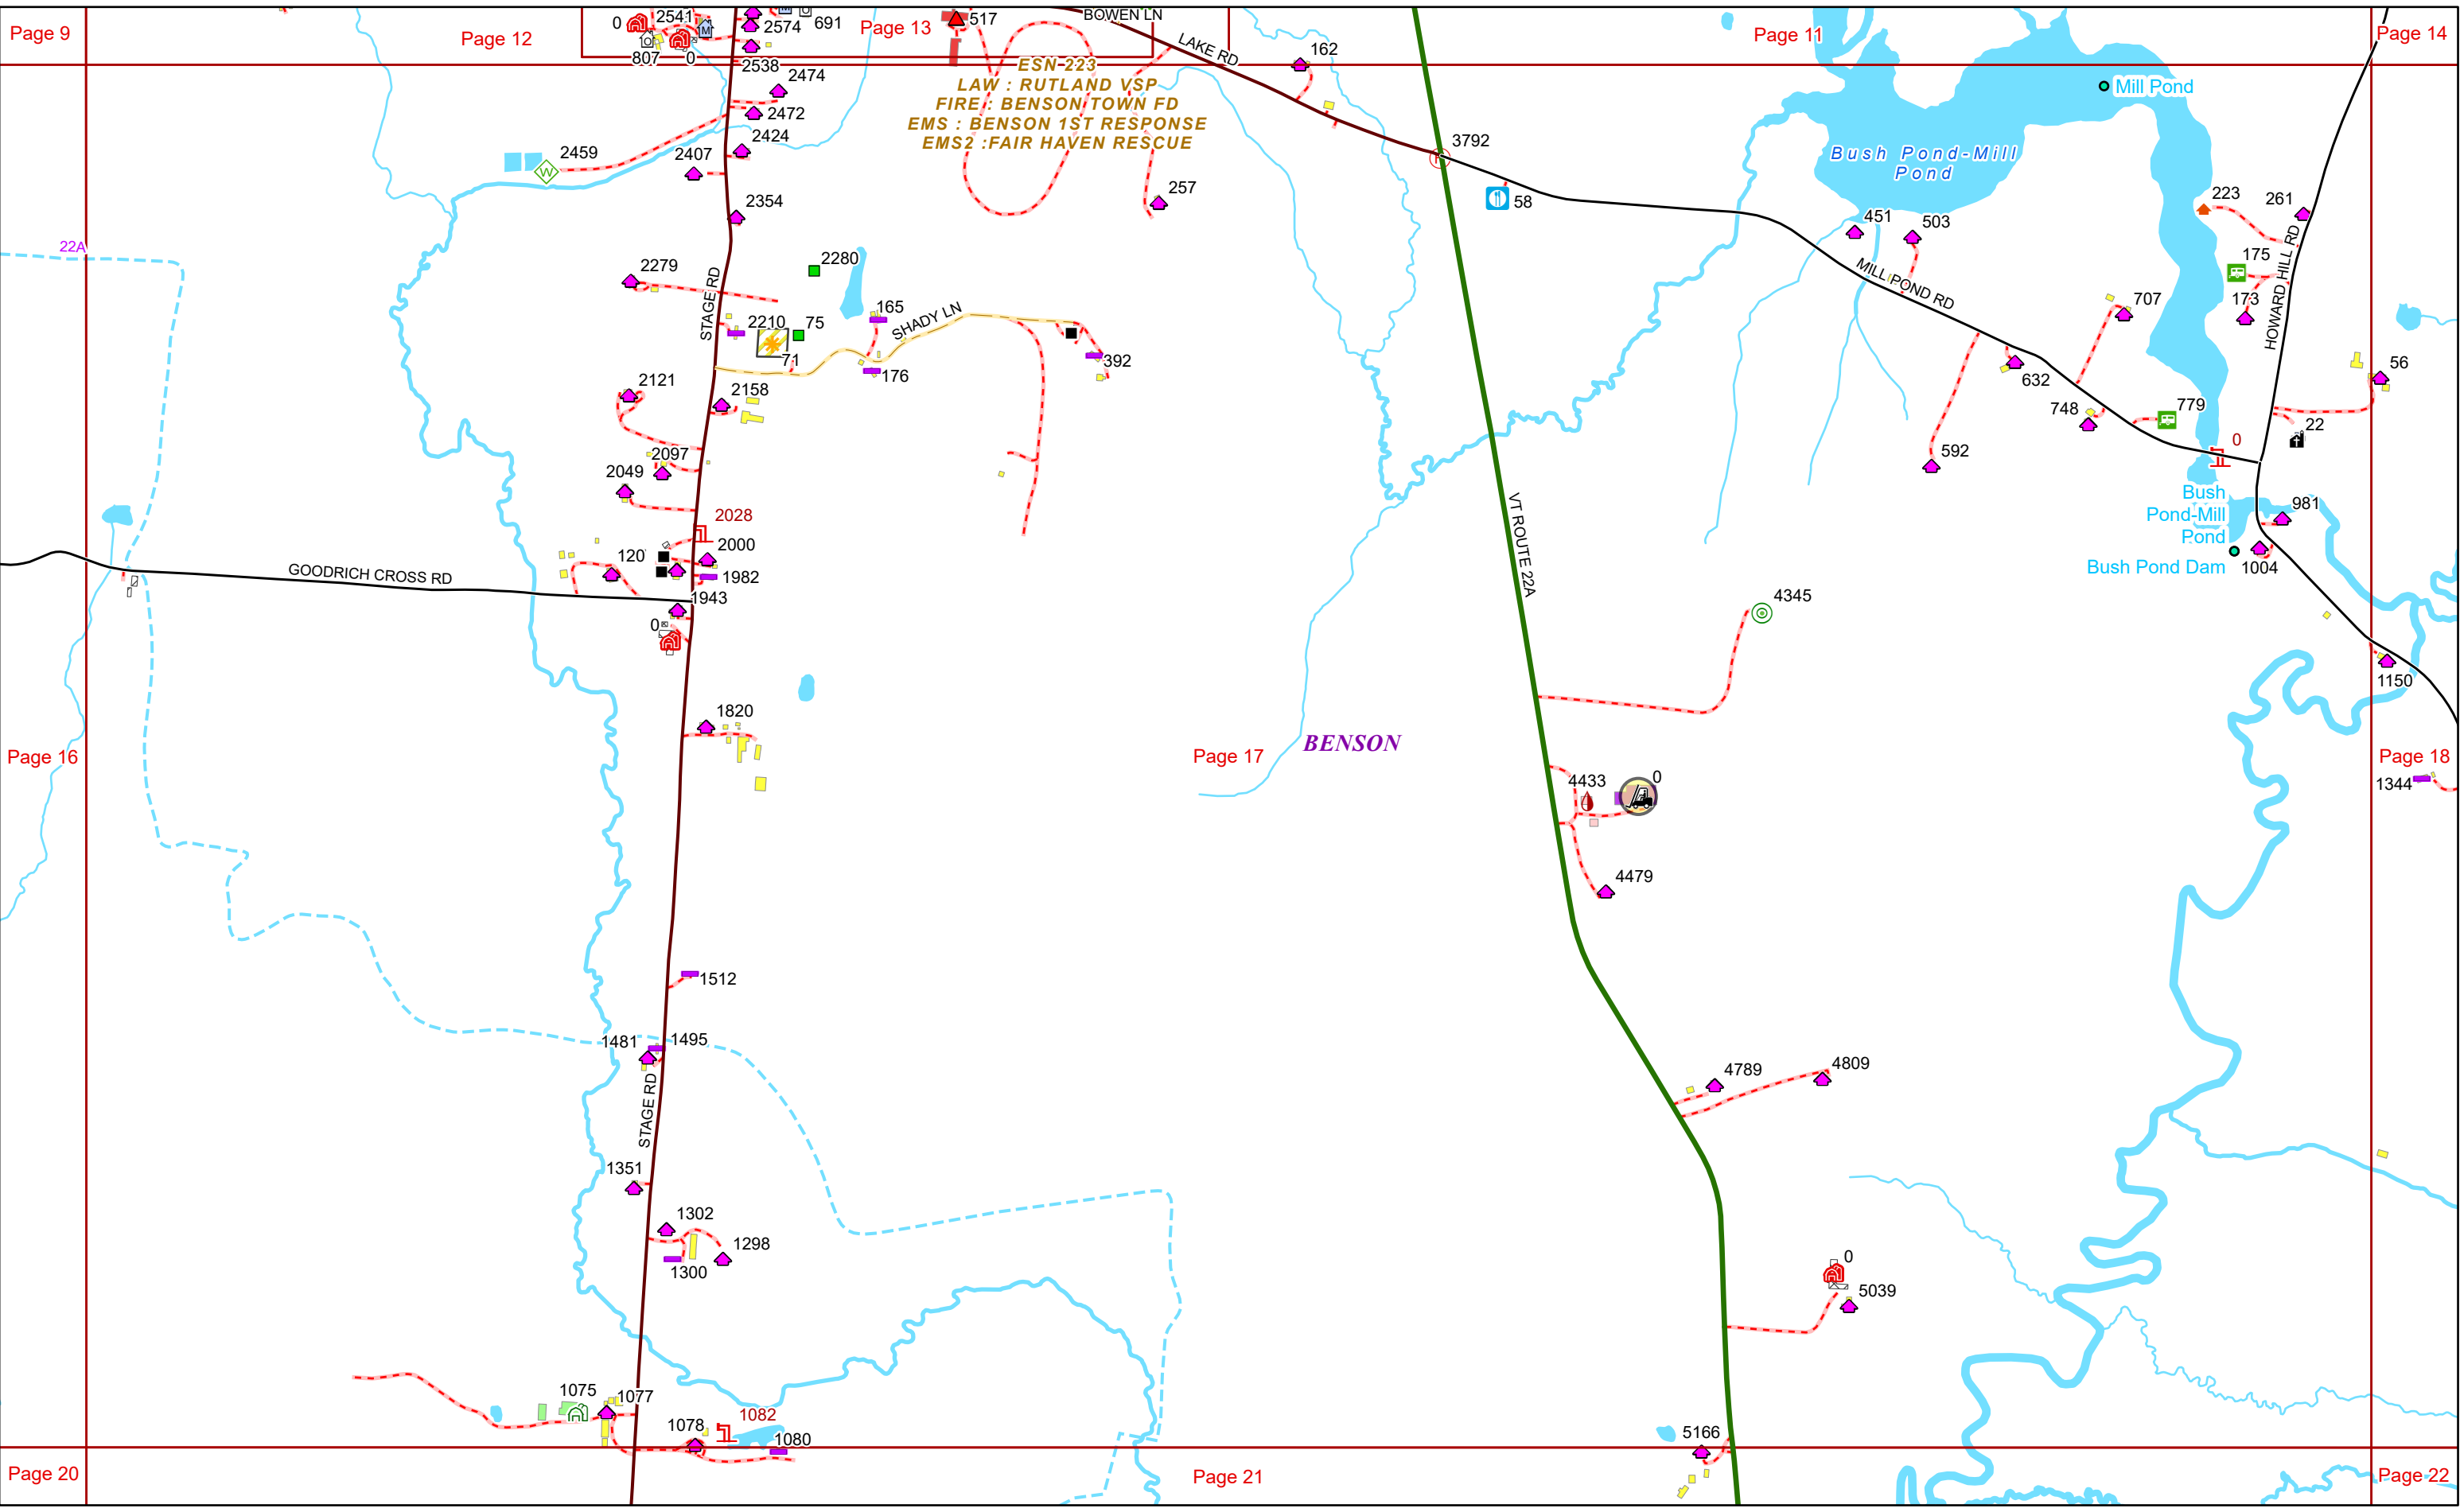 Page 9
Page 12
0
2541
M
M
O
691
2574
Page 13
517
BOWEN LN
Page 11
Page 14
O
807
0
2538
2474
2472
2424
LAKE RD
162
ESN 223
LAW : RUTLAND VSP
FIRE : BENSON TOWN FD
EMS : BENSON 1ST RESPONSE
EMS2 :FAIR HAVEN RESCUE
Mill Pond
Bush Pond-Mill
Pond
2459
W
2407
3792
2354
257
58
451
503
223
261
22A
2279
STAGE RD
2280
165
SHADY LN
MILL POND RD
175
173
HOWARD HILL RD
707
2210
75
71
176
392
632
56
2121
2158
748
779
22
0
2097
2049
592
2028
VT ROUTE 22A
Bush
Pond-Mill
Pond
981
2000
120
1982
GOODRICH CROSS RD
Bush Pond Dam
1004
1943
0
4345
1150
1820
Page 16
Page 17
BENSON
Page 18
1344
4433
0
4479
1512
1481
1495
STAGE RD
4789
4809
1351
1302
1298
1300
0
5039
1075
1077
1078
1082
1080
5166
Page 20
Page 21
Page 22